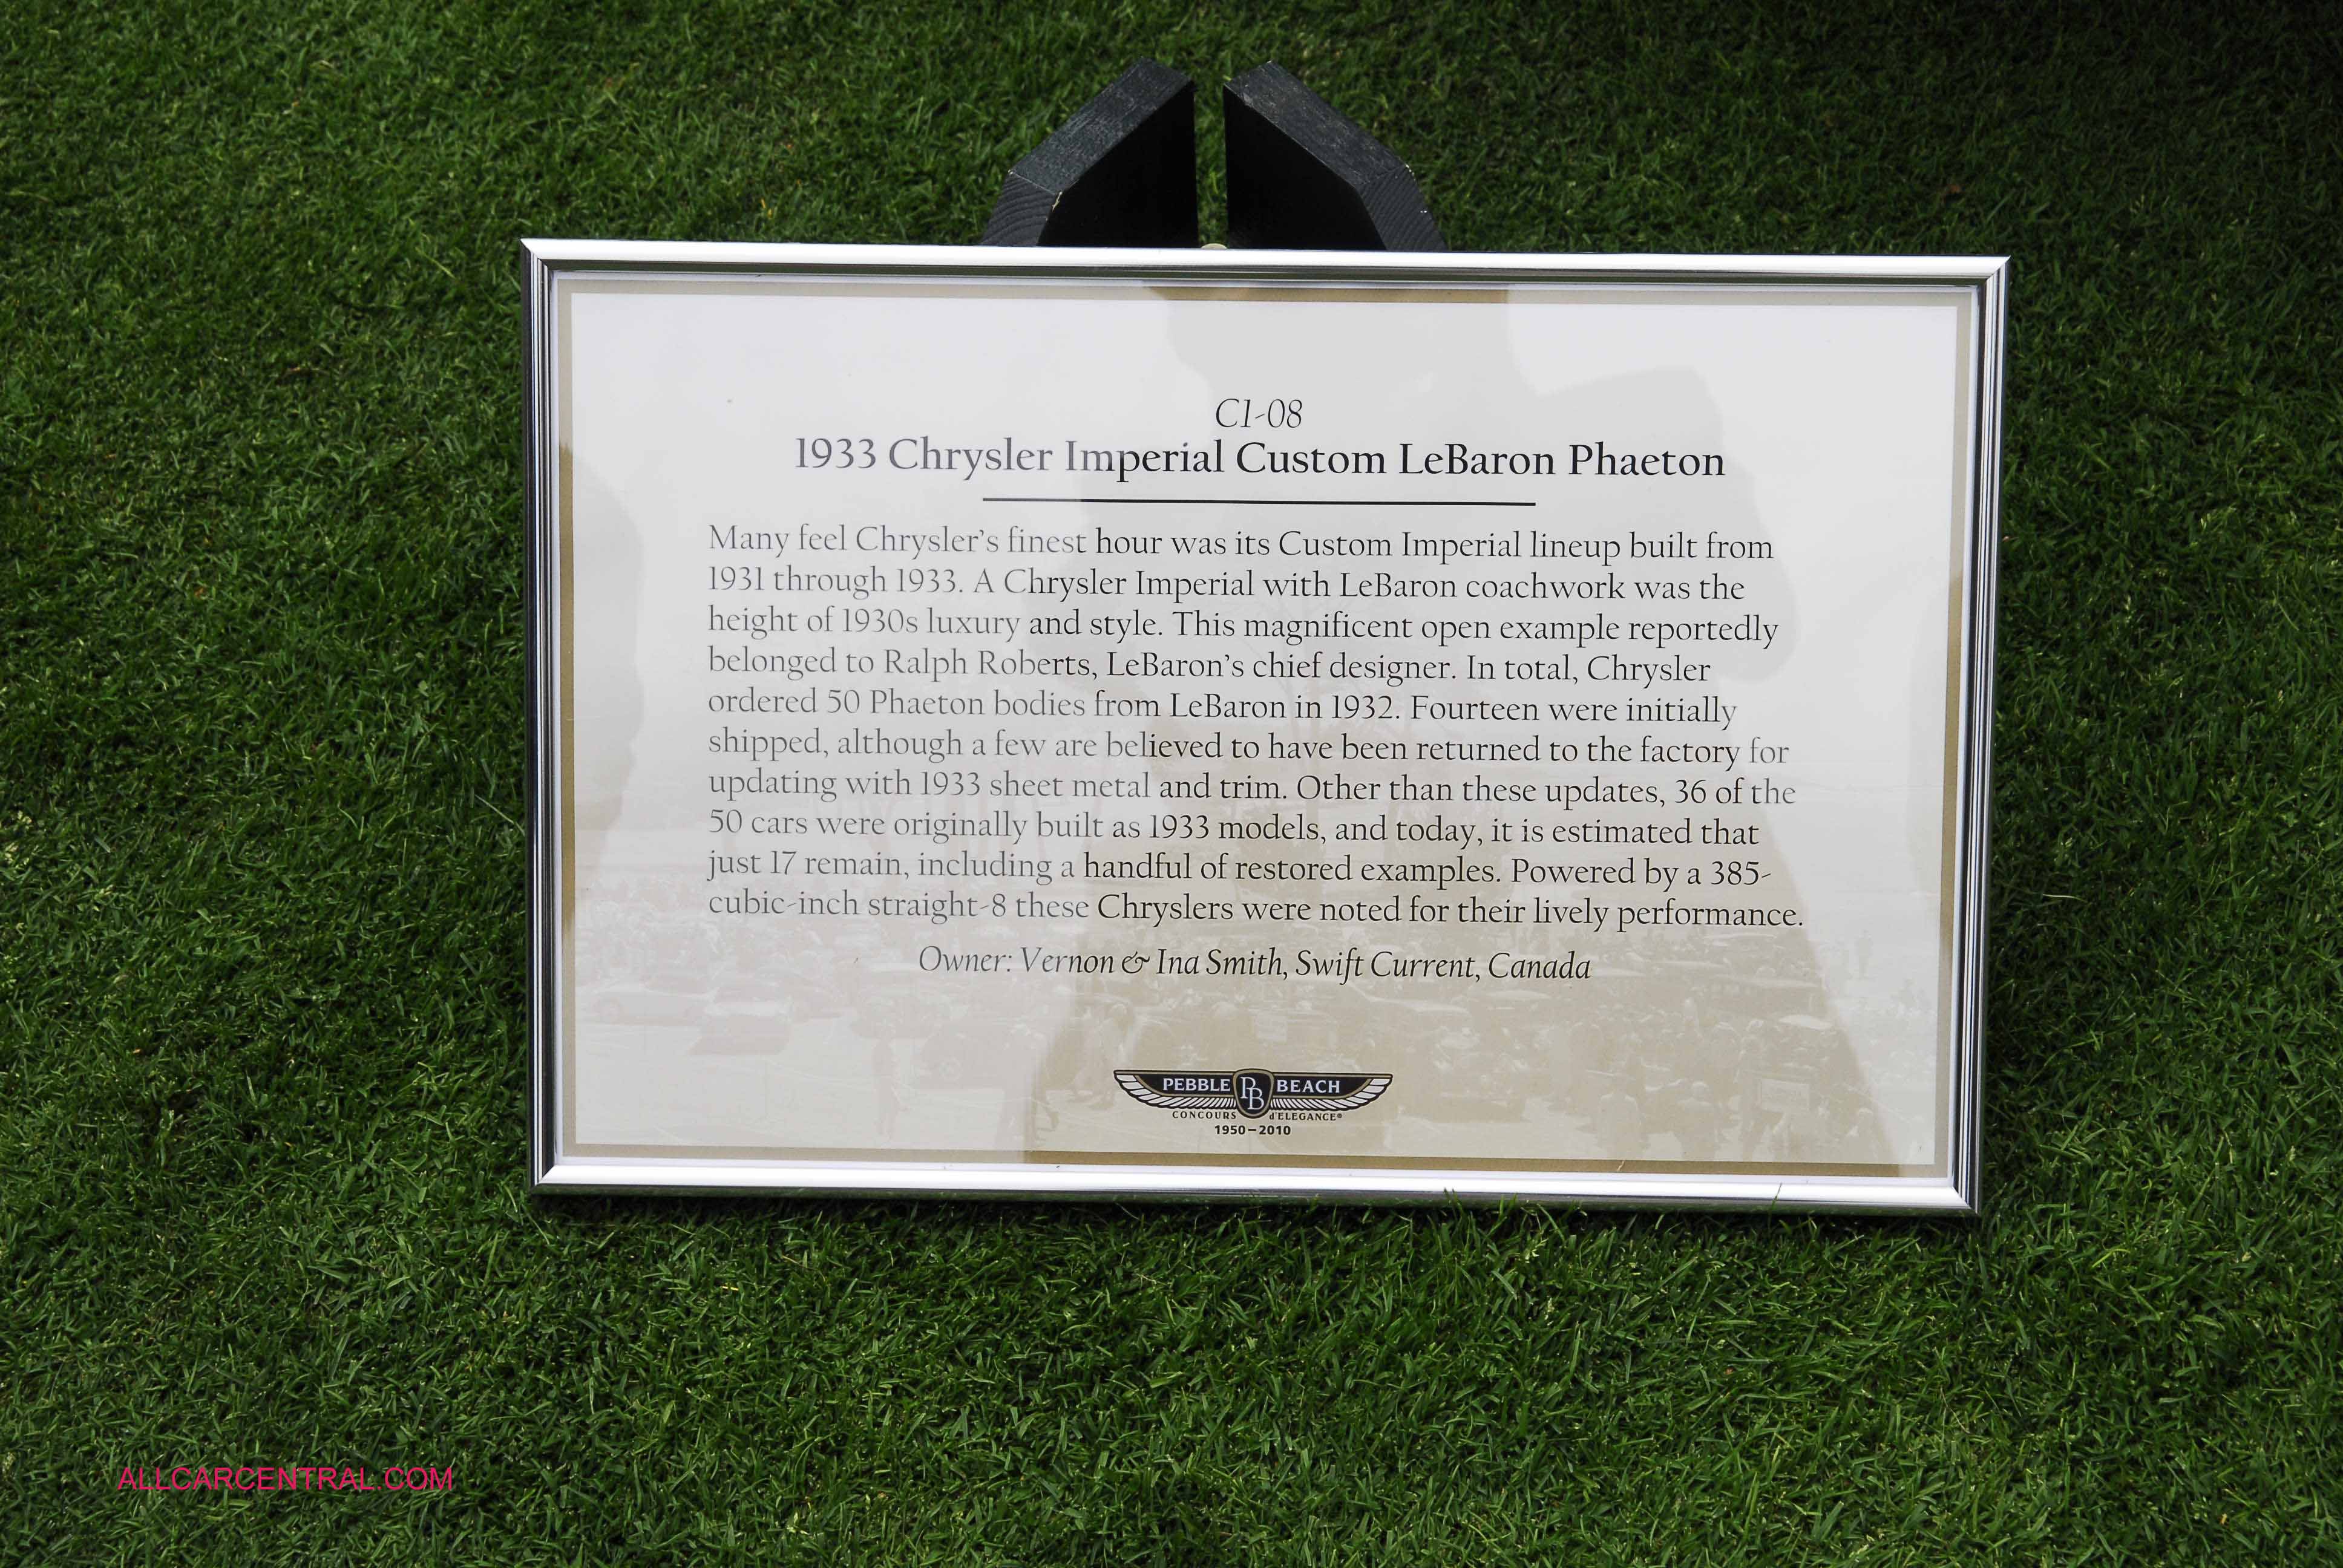 C1-08
1933 Chrysler Imperial Custom LeBaron Phaeton
Many feel Chrysler's finest hour was its Custom Imperial lineup built from
1931 through 1933. A Chrysler Imperial with LeBaron coachwork was the
height of 1930s luxury and style. This magnificent open example reportedly
belonged to Ralph Roberts, LeBaron's chief designer. In total, Chrysler
ordered 50 Phaeton bodies from LeBaron in 1932. Fourteen were initially
shipped, although a few are believed to have been returned to the factory for
updating with 1933 sheet metal and trim. Other than these updates, 36 of the
50 cars were originally built as 1933 models, and today, it is estimated that
just 17 remain, including a handful of restored examples. Powered by a 385-
cubic-inch straight-8 these Chryslers were noted for their lively performance.
Owner: Vernon & Ina Smith, Swift Current, Canada
PEBBLE PB BEACH
CONCOURS d'ELEGANCE®
1950–2010
ALLCARCENTRAL.COM